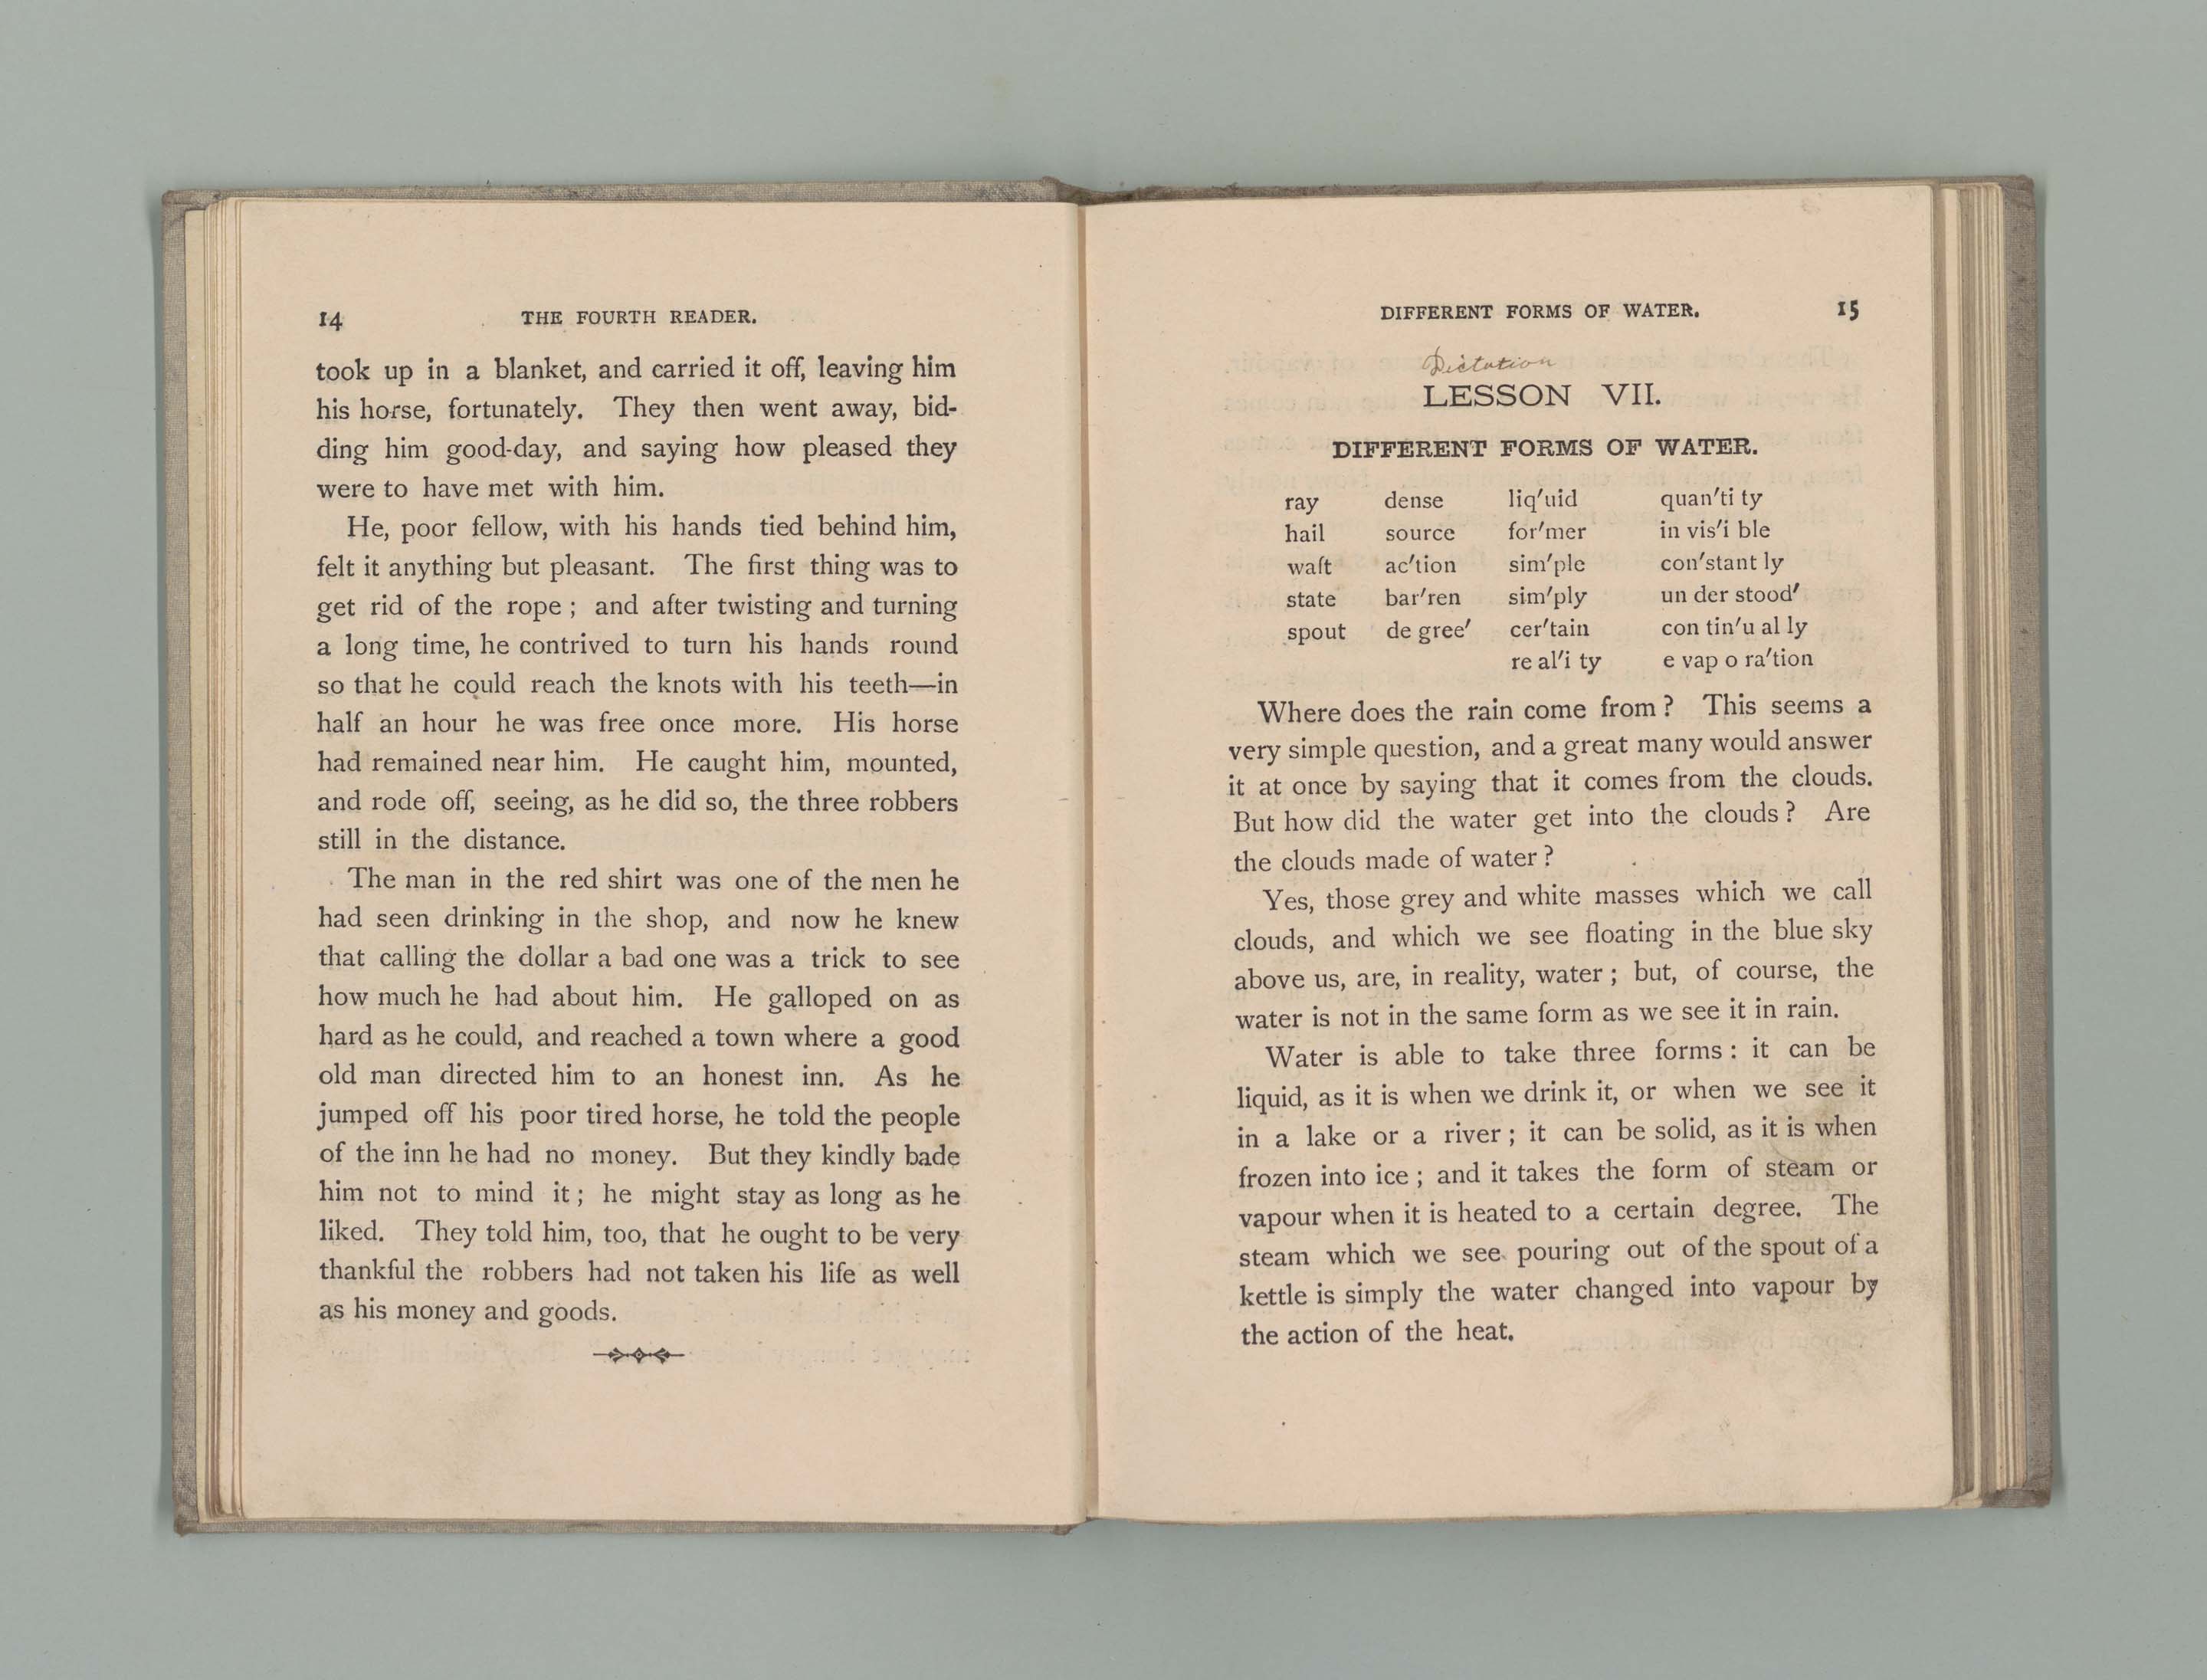 14 THE FOURTH READER.
took up in a blanket, and carried it off, leaving him
his horse, fortunately. They then went away, bid-
ding him good-day, and saying how pleased they
were to have met with him.
He, poor fellow, with his hands tied behind him,
felt it anything but pleasant. The first thing was to
get rid of the rope ; and after twisting and turning
a long time, he contrived to turn his hands round
so that he could reach the knots with his teeth—in
half an hour he was free once more. His horse
had remained near him. He caught him, mounted,
and rode off, seeing, as he did so, the three robbers
still in the distance.
The man in the red shirt was one of the men he
had seen drinking in the shop, and now he knew
that calling the dollar a bad one was a trick to see
how much he had about him. He galloped on as
hard as he could, and reached a town where a good
old man directed him to an honest inn. As he
jumped off his poor tired horse, he told the people
of the inn he had no money. But they kindly bade
him not to mind it ; he might stay as long as he
liked. They told him, too, that he ought to be very
thankful the robbers had not taken his life as well
as his money and goods.
DIFFERENT FORMS OF WATER. 15
Dictation
LESSON VII.
DIFFERENT FORMS OF WATER.
ray dense liq'uid quan'ti ty
hail source for'mer in vis'i ble
waft ac'tion sim'ple con'stant ly
state bar'ren sim'ply un der stood'
spout de gree' cer'tain con tin'u al ly
re al'i ty e vap o ra'tion
Where does the rain come from ? This seems a
very simple question, and a great many would answer
it at once by saying that it comes from the clouds.
But how did the water get into the clouds ? Are
the clouds made of water ?
Yes, those grey and white masses which we call
clouds, and which we see floating in the blue sky
above us, are, in reality, water ; but, of course, the
water is not in the same form as we see it in rain.
Water is able to take three forms : it can be
liquid, as it is when we drink it, or when we see it
in a lake or a river ; it can be solid, as it is when
frozen into ice ; and it takes the form of steam or
vapour when it is heated to a certain degree. The
steam which we see pouring out of the spout of a
kettle is simply the water changed into vapour by
the action of the heat.